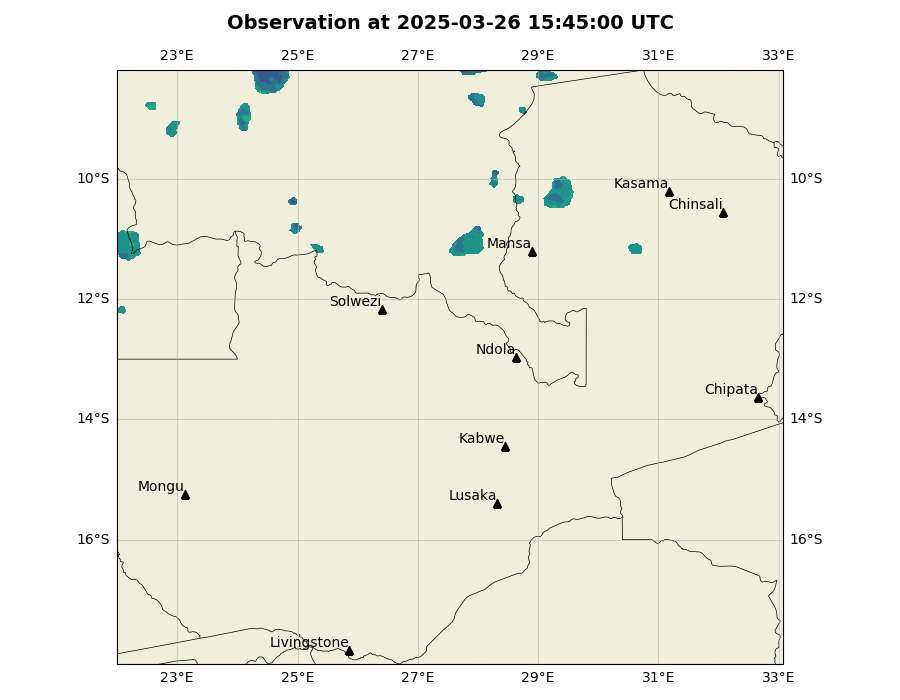 Observation at 2025-03-26 15:45:00 UTC
23°E 25°E 27°E 29°E 31°E 33°E
10°S Kasama 10°S
Chinsali
Mansa
12°S Solwezi 12°S
Ndola
Chipata
14°S 14°S
Kabwe
Mongu Lusaka
16°S 16°S
Livingstone
23°E 25°E 27°E 29°E 31°E 33°E